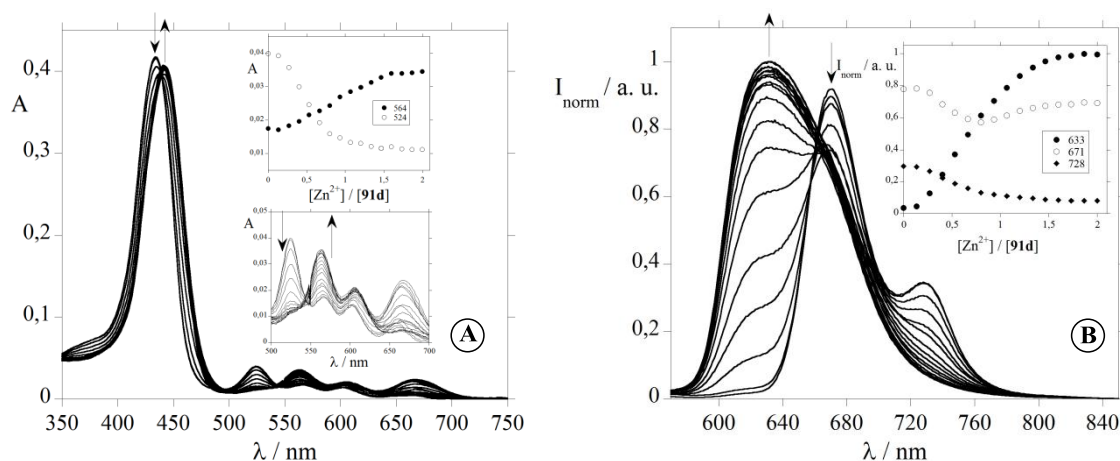 0,4
A
0,3
0,2
0,1
0
350 400 450 500 550 600 650 700 750
λ / nm
0,04
A
0,03
0,02
0,01
564
524
0 0,5 1 1,5 2
[Zn²⁺] / [91d]
0,05
A
0,04
0,03
0,02
0,01
0
500 550 600 650 700
λ / nm
A
1
I norm / a. u.
0,8
0,6
0,4
0,2
0
600 640 680 720 760 800 840
λ / nm
I norm / a. u.
1
0,8
0,6
0,4
0,2
0
633
671
728
0 0,5 1 1,5 2
[Zn²⁺] / [91d]
B